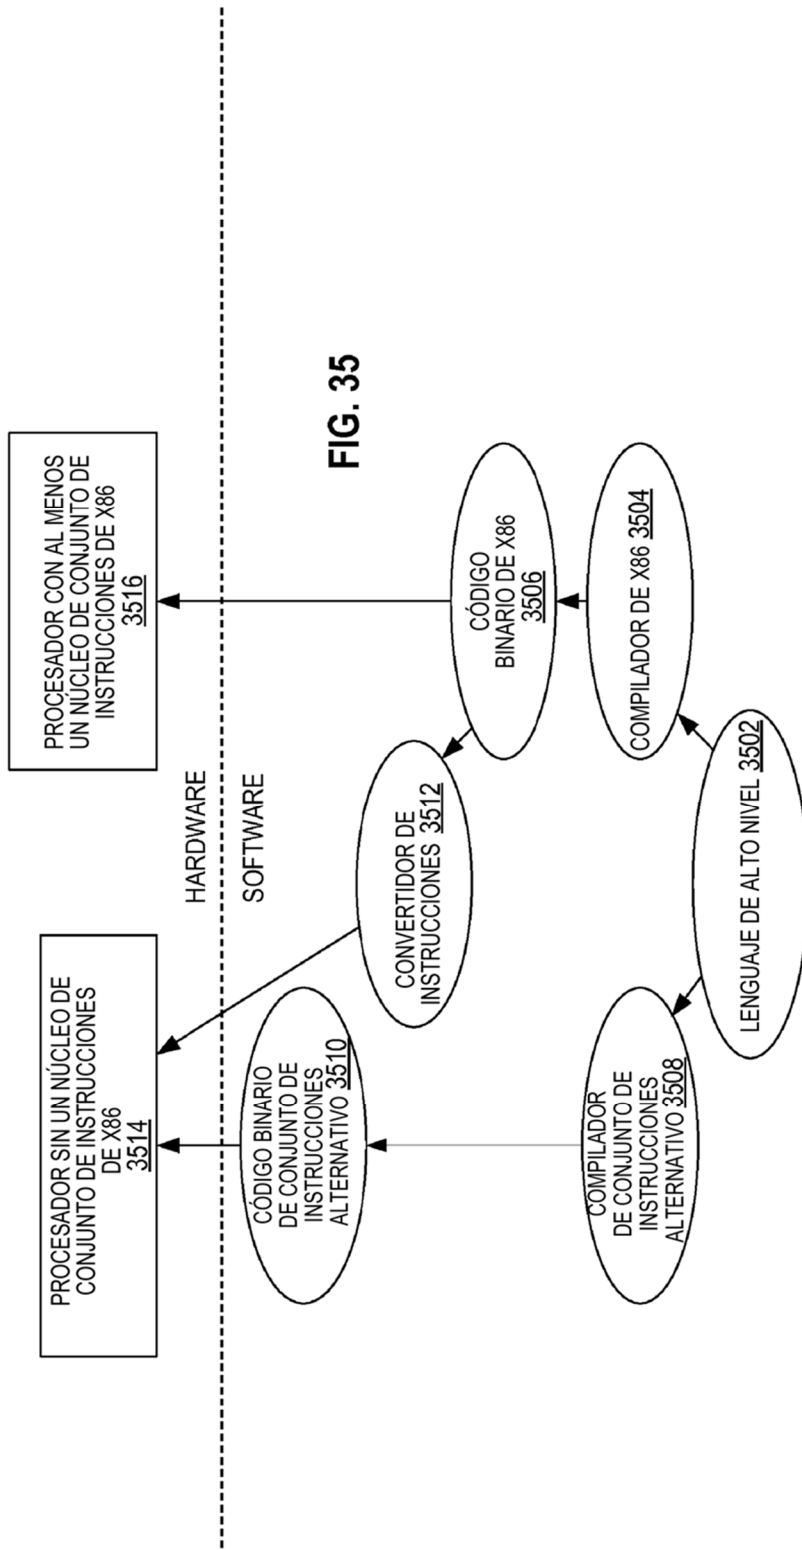 PROCESADOR SIN UN NÚCLEO DE
CONJUNTO DE INSTRUCCIONES
DE X86
3514
PROCESADOR CON AL MENOS
UN NÚCLEO DE CONJUNTO DE
INSTRUCCIONES DE X86
3516
HARDWARE
SOFTWARE
CÓDIGO BINARIO
DE CONJUNTO DE
INSTRUCCIONES
ALTERNATIVO 3510
CONVERTIDOR DE
INSTRUCCIONES 3512
FIG. 35
CÓDIGO
BINARIO DE X86
3506
COMPILADOR
DE CONJUNTO DE
INSTRUCCIONES
ALTERNATIVO 3508
COMPILADOR DE X86 3504
LENGUAJE DE ALTO NIVEL 3502